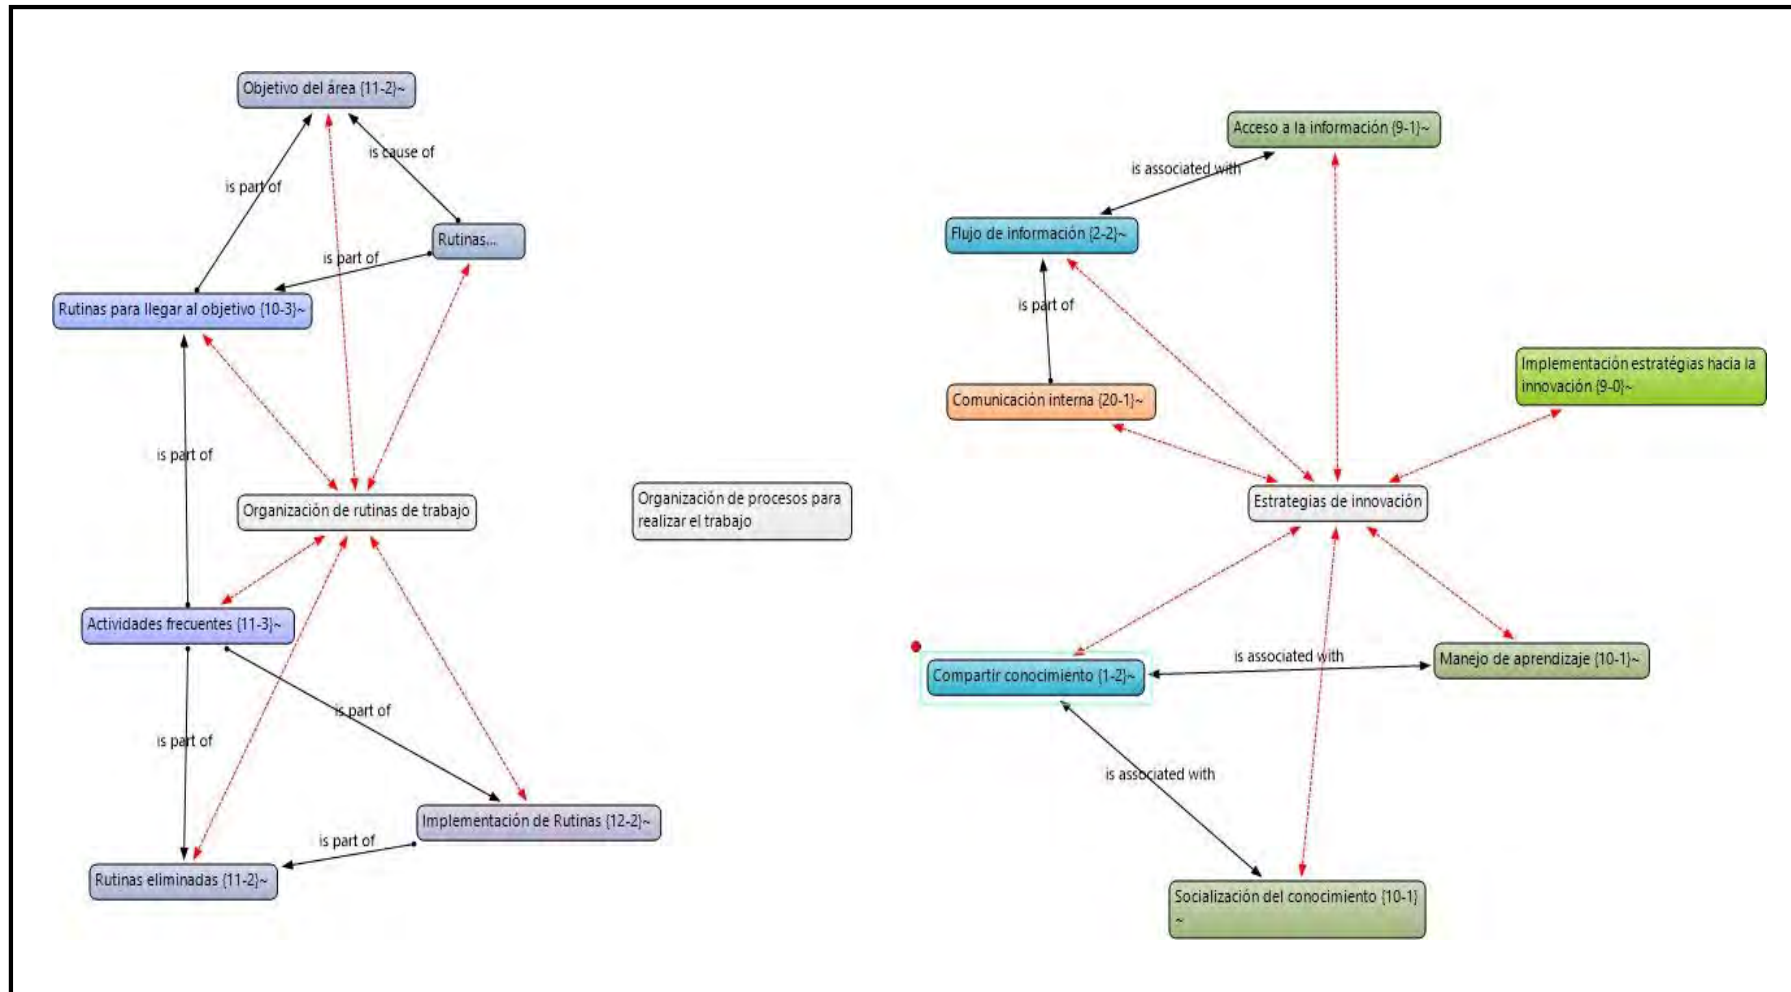 Objetivo del área {11-2}~
is cause of
is part of
Rutinas...
is part of
Rutinas para llegar al objetivo {10-3}~
is part of
Organización de rutinas de trabajo
Actividades frecuentes {11-3}~
is part of
is part of
Implementación de Rutinas {12-2}~
is part of
Rutinas eliminadas {11-2}~
Organización de procesos para
realizar el trabajo
Acceso a la información {9-1}~
is associated with
Flujo de información {2-2}~
is part of
Comunicación interna {20-1}~
Implementación estratégias hacia la
innovación {9-0}~
Estrategias de innovación
Compartir conocimiento {1-2}~
is associated with
Manejo de aprendizaje {10-1}~
is associated with
Socialización del conocimiento {10-1}
~